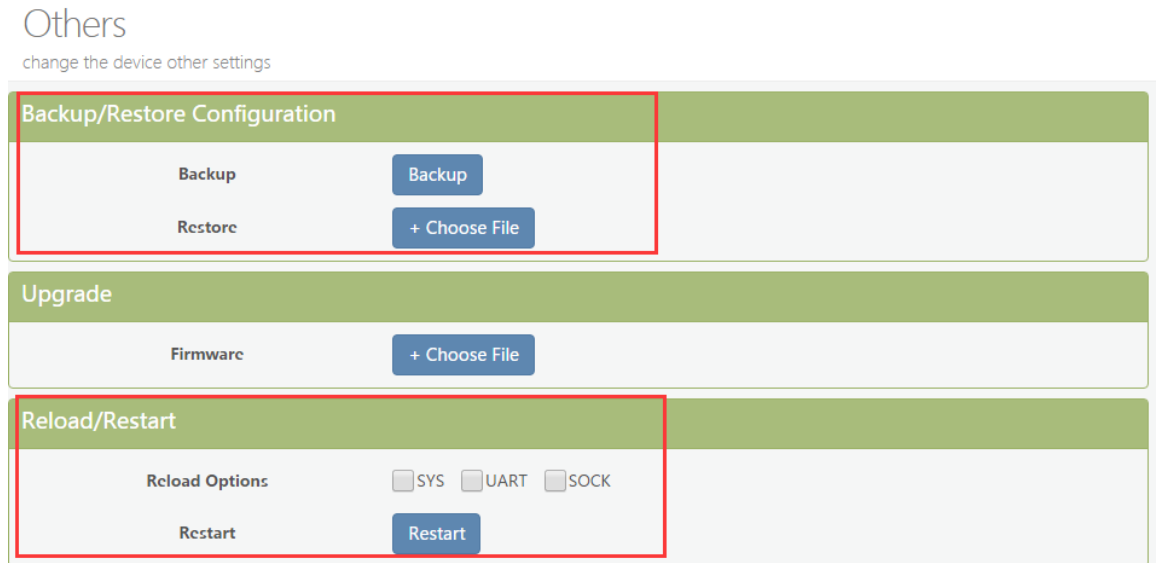 Others
change the device other settings
Backup/Restore Configuration
Backup Backup
Restore + Choose File
Upgrade
Firmware + Choose File
Reload/Restart
Reload Options SYS UART SOCK
Restart Restart